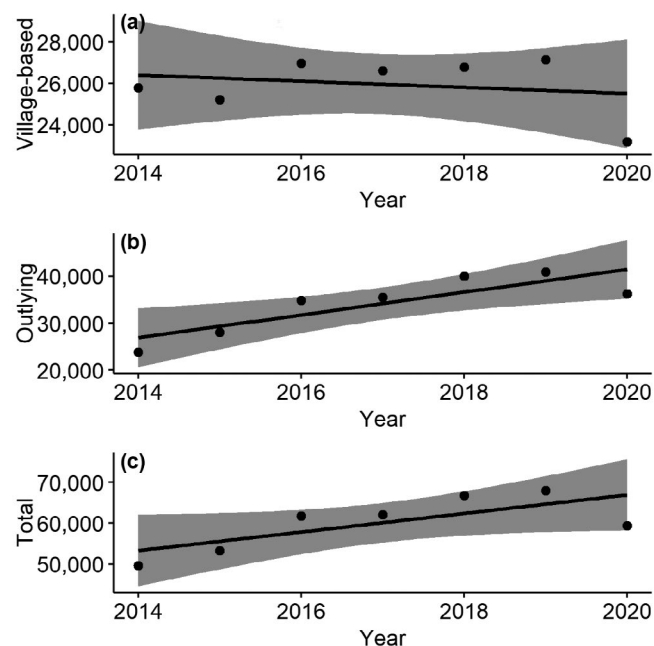 (a)
Village-based
28,000
26,000
24,000
2014 2016 2018 2020
Year
(b)
Outlying
40,000
30,000
20,000
2014 2016 2018 2020
Year
(c)
Total
70,000
60,000
50,000
2014 2016 2018 2020
Year